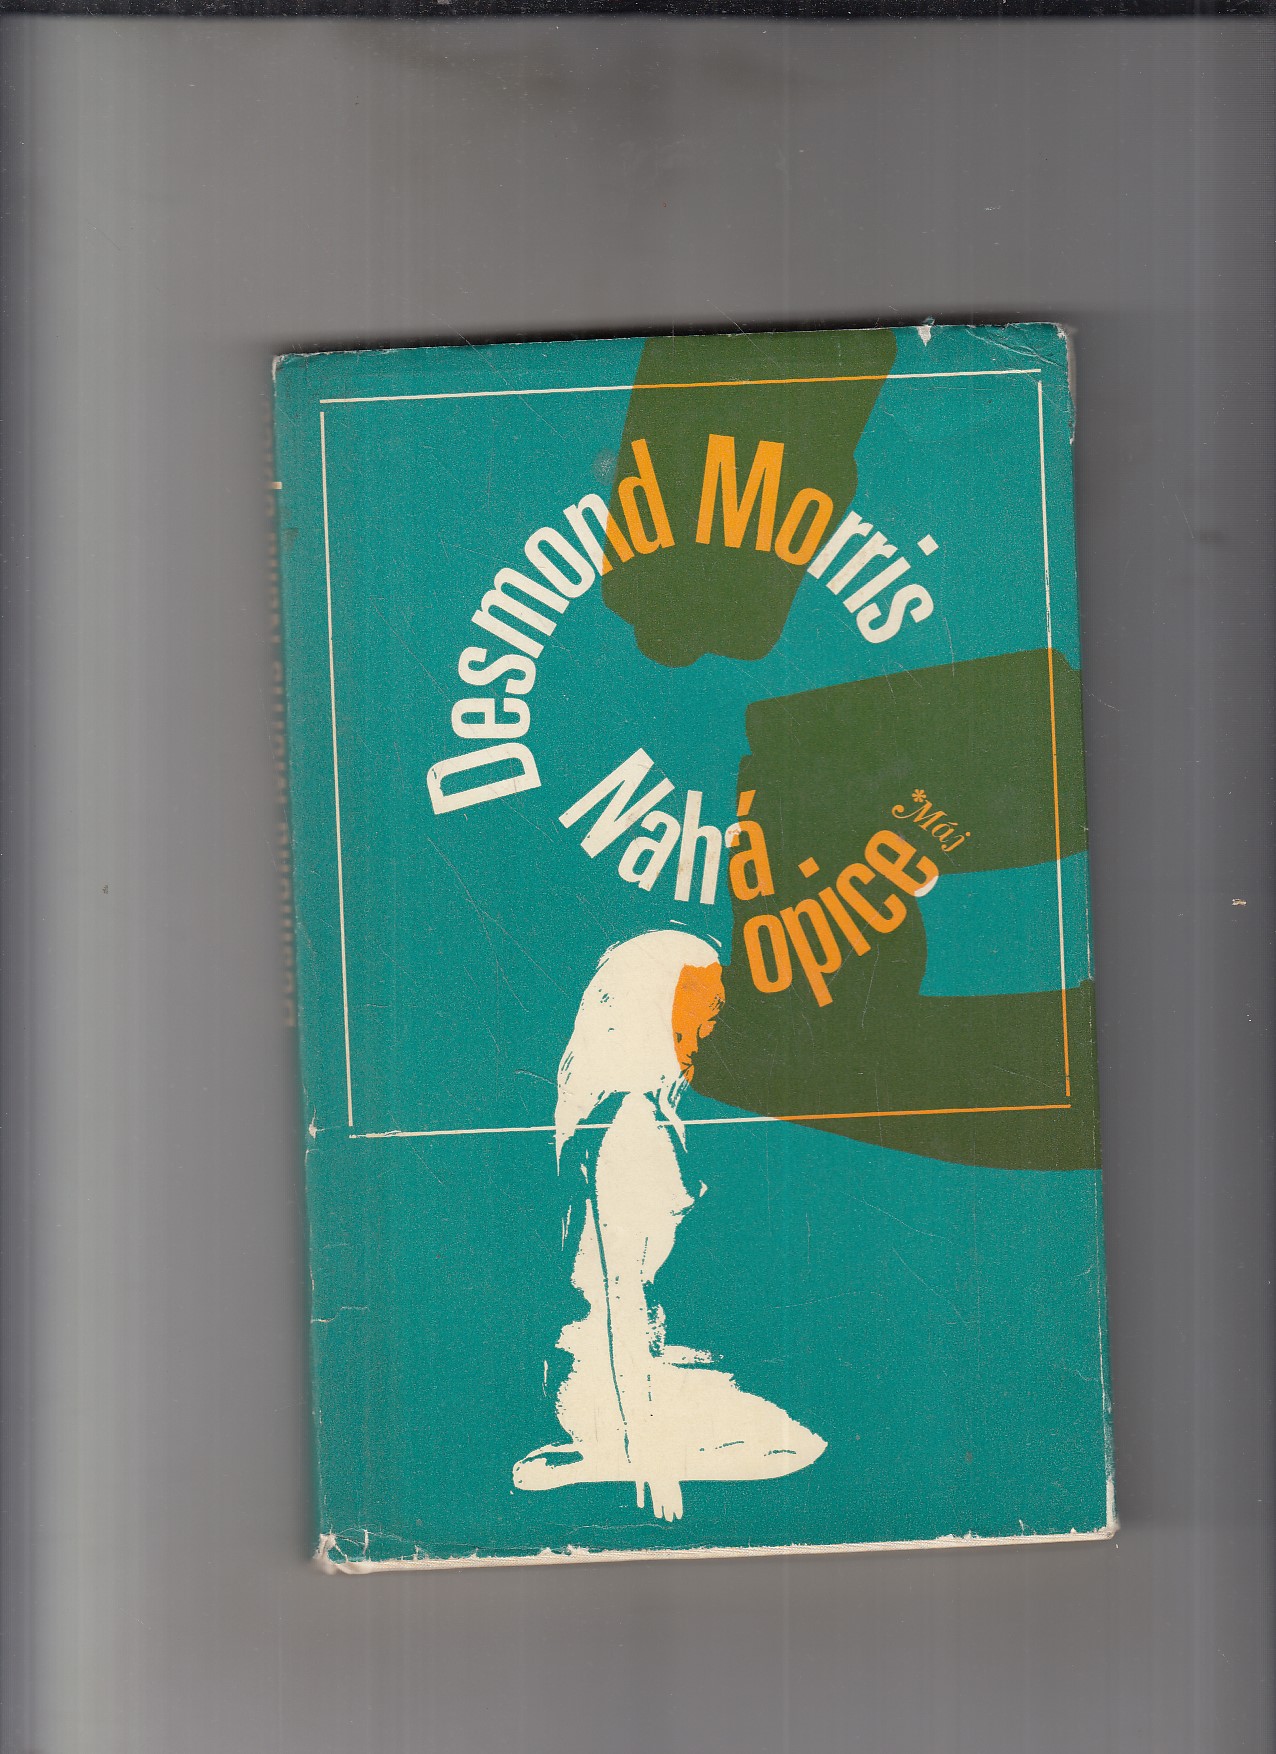 Desmond Morris
Nahá
opice
*Máj